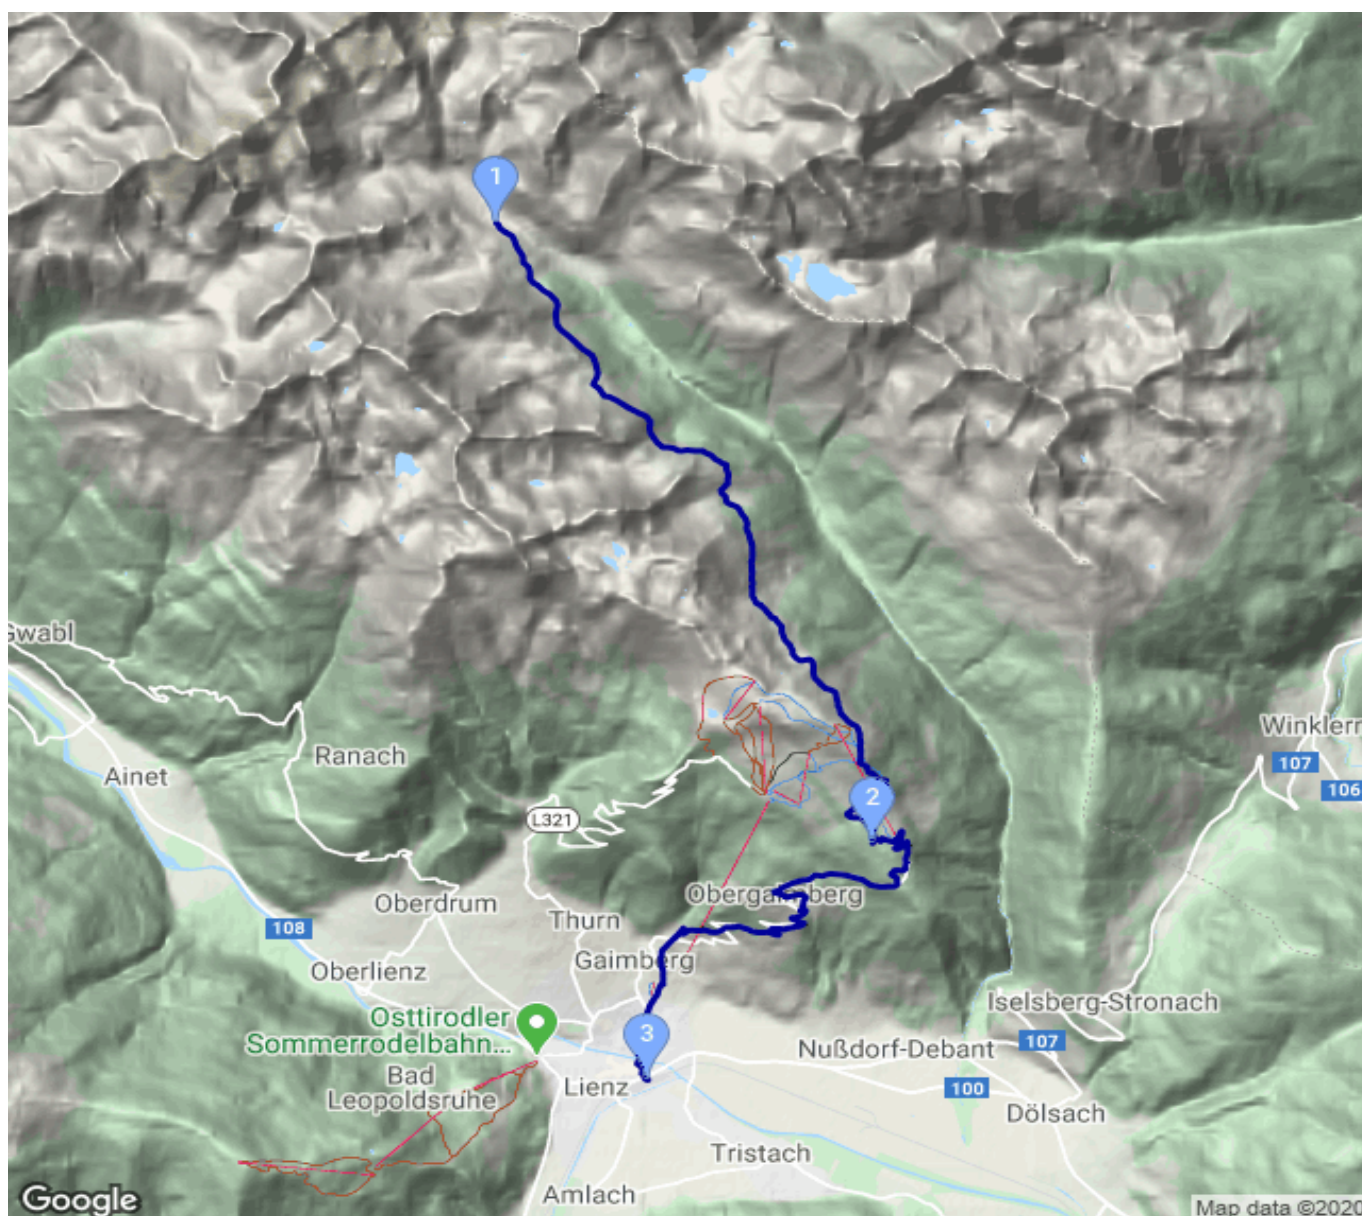 1
Gwabl
Winklern
107
106
Ranach
Ainet
2
L321
Obergaimberg
Oberdrum
Thurn
108
Gaimberg
Oberlienz
Iselsberg-Stronach
Osttirodler
Sommerrodelbahn...
3
107
Nußdorf-Debant
Bad
Leopoldsruhe
Lienz
100
Dölsach
Tristach
Amlach
Google
Map data ©2020